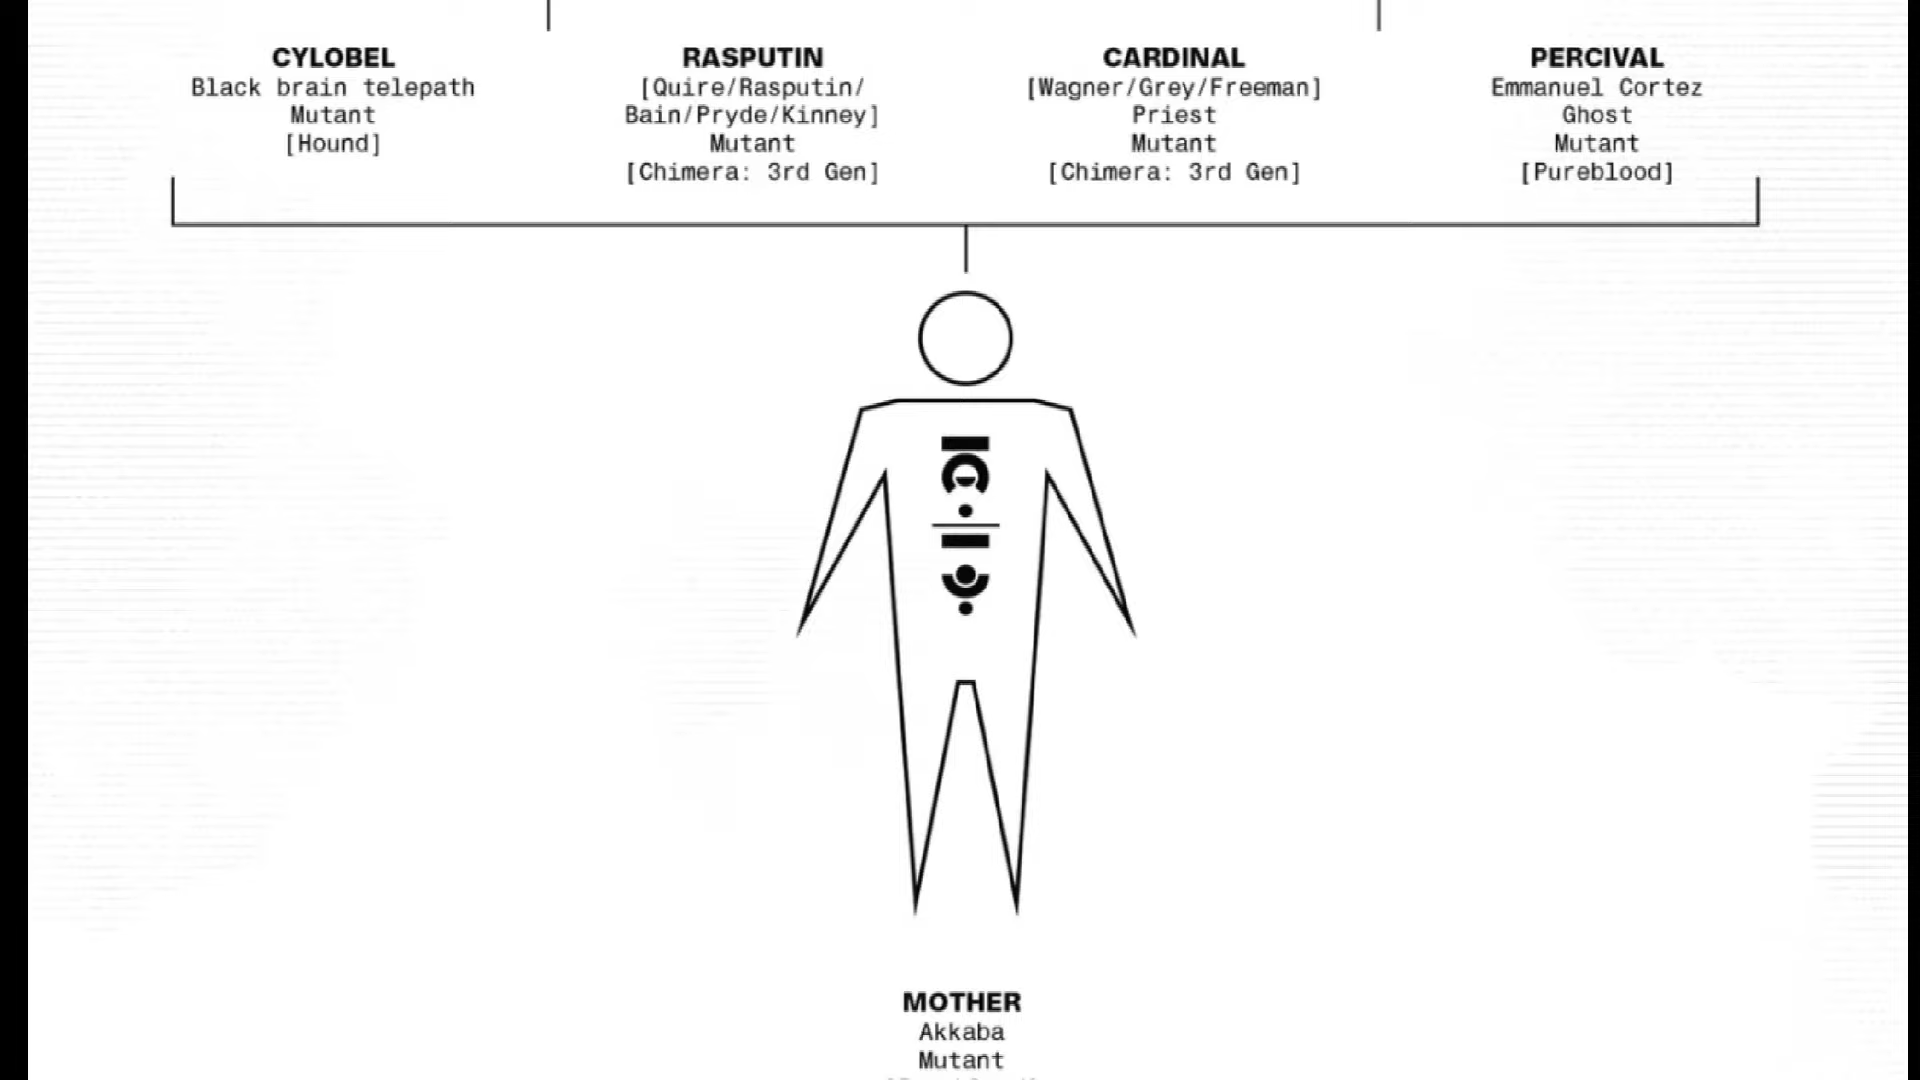 CYLOBEL
Black brain telepath
Mutant
[Hound]
RASPUTIN
[Quire/Rasputin/
Bain/Pryde/Kinney]
Mutant
[Chimera: 3rd Gen]
CARDINAL
[Wagner/Grey/Freeman]
Priest
Mutant
[Chimera: 3rd Gen]
PERCIVAL
Emmanuel Cortez
Ghost
Mutant
[Pureblood]
MOTHER
Akkaba
Mutant